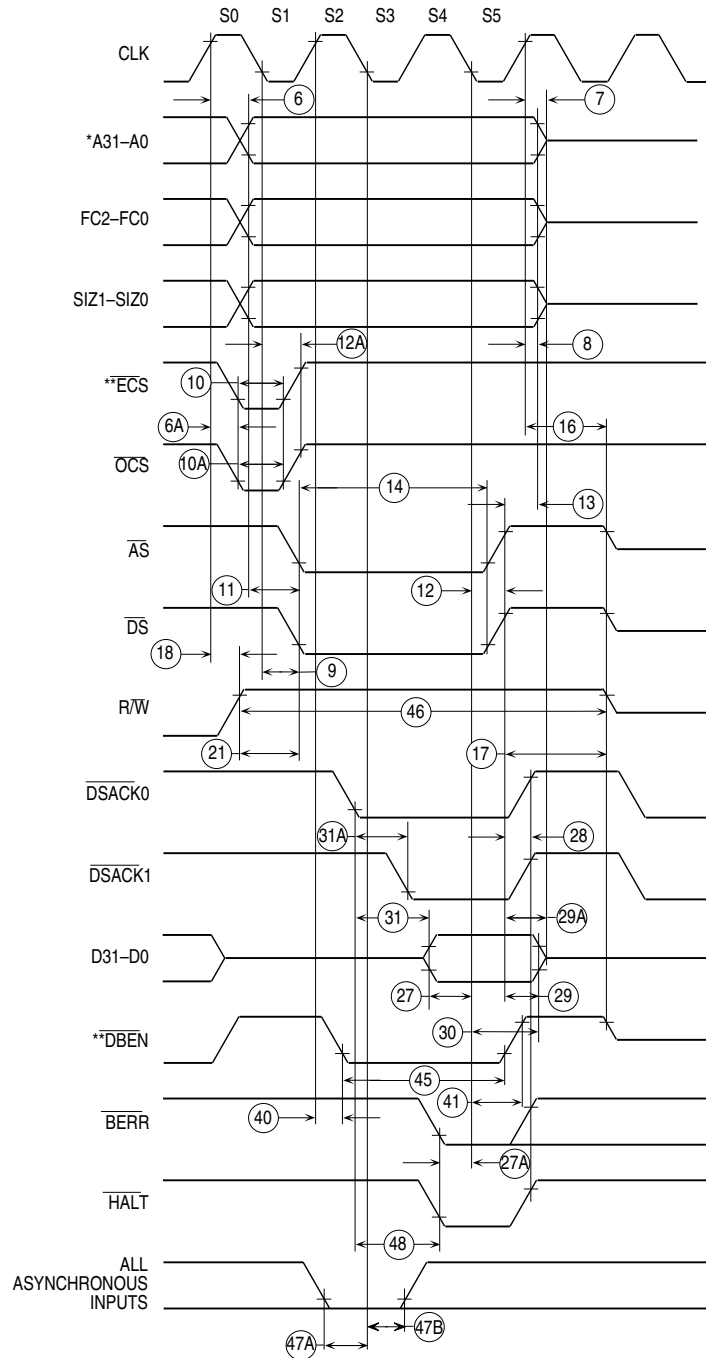 S0 S1 S2 S3 S4 S5
CLK
6
7
*A31–A0
FC2–FC0
SIZ1–SIZ0
12A
8
**ECS
10
6A
16
OCS
10A
14
13
AS
11
12
DS
18
9
R/W
46
21
17
DSACK0
31A
28
DSACK1
31
29A
D31–D0
27
29
30
**DBEN
45
41
BERR
40
27A
HALT
48
ALL
ASYNCHRONOUS
INPUTS
47A
47B